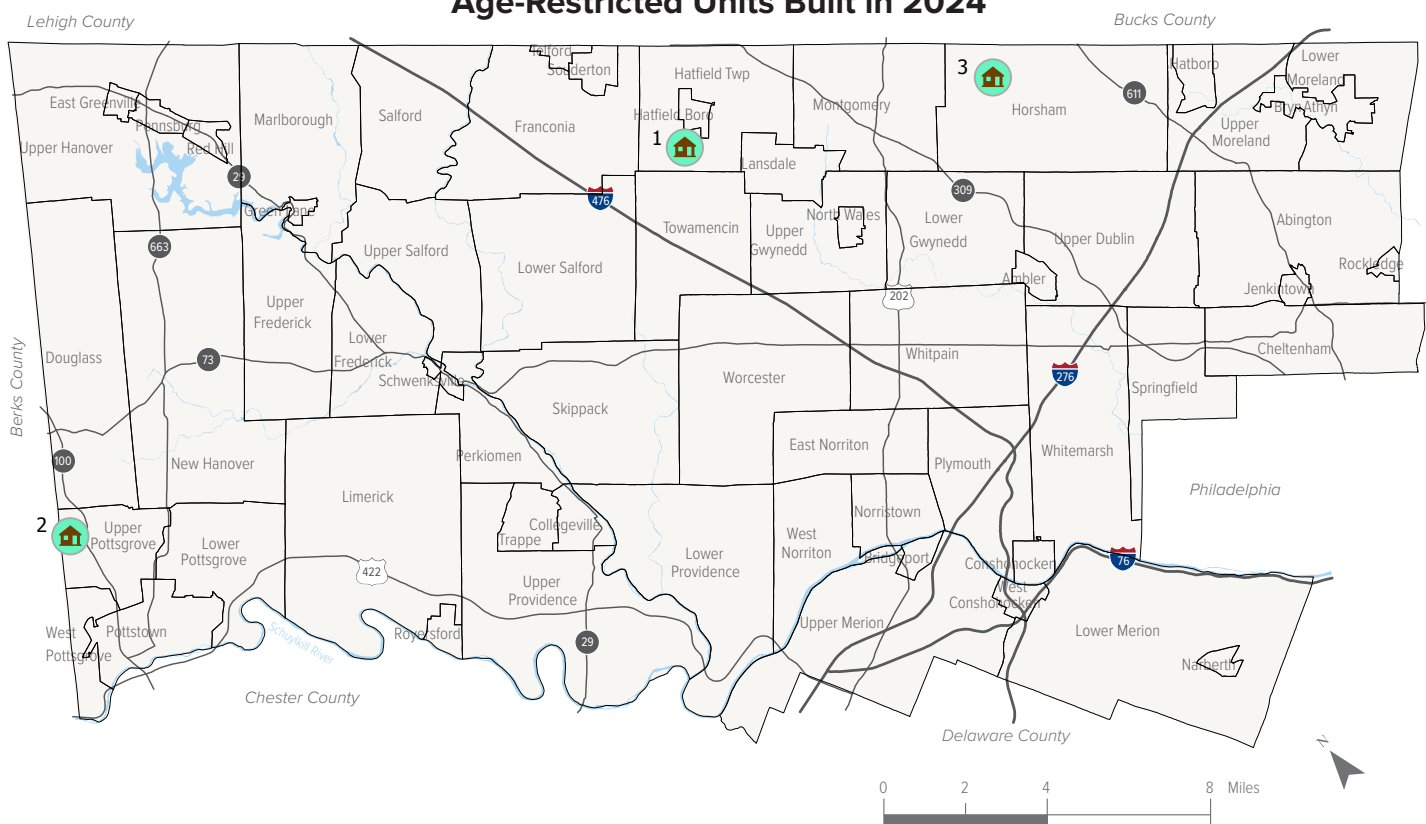 Age-Restricted Units Built in 2024
Lehigh County
Bucks County
Telford
Souderton
Hatfield Twp
3
Horsham
611
Hatboro
Lower
Moreland
Bryn Athyn
East Greenville
Pennsburg
Red Hill
Upper Hanover
Marlborough
Salford
Franconia
Hatfield Boro
1
Montgomery
Lansdale
Upper
Moreland
29
476
309
Green Lane
663
Upper Salford
Lower Salford
Towamencin
Upper
Gwynedd
North Wales
Lower
Gwynedd
Upper Dublin
Abington
Rockledge
Ambler
Jenkintown
202
Berks County
Douglass
Upper
Frederick
Lower
Frederick
Schwenksville
73
Worcester
Whitpain
276
Springfield
Cheltenham
Skippack
East Norriton
Plymouth
Whitemarsh
Perkiomen
100
New Hanover
Limerick
Philadelphia
2
Upper
Pottsgrove
Lower
Pottsgrove
Collegeville
Trappe
Lower
Providence
West
Norriton
Norristown
Bridgeport
Conshohocken
West
Conshohocken
76
422
Upper
Providence
West
Pottsgrove
Pottstown
Schuylkill River
Royersford
29
Upper Merion
Lower Merion
Narberth
Chester County
Delaware County
N
0 2 4 8 Miles